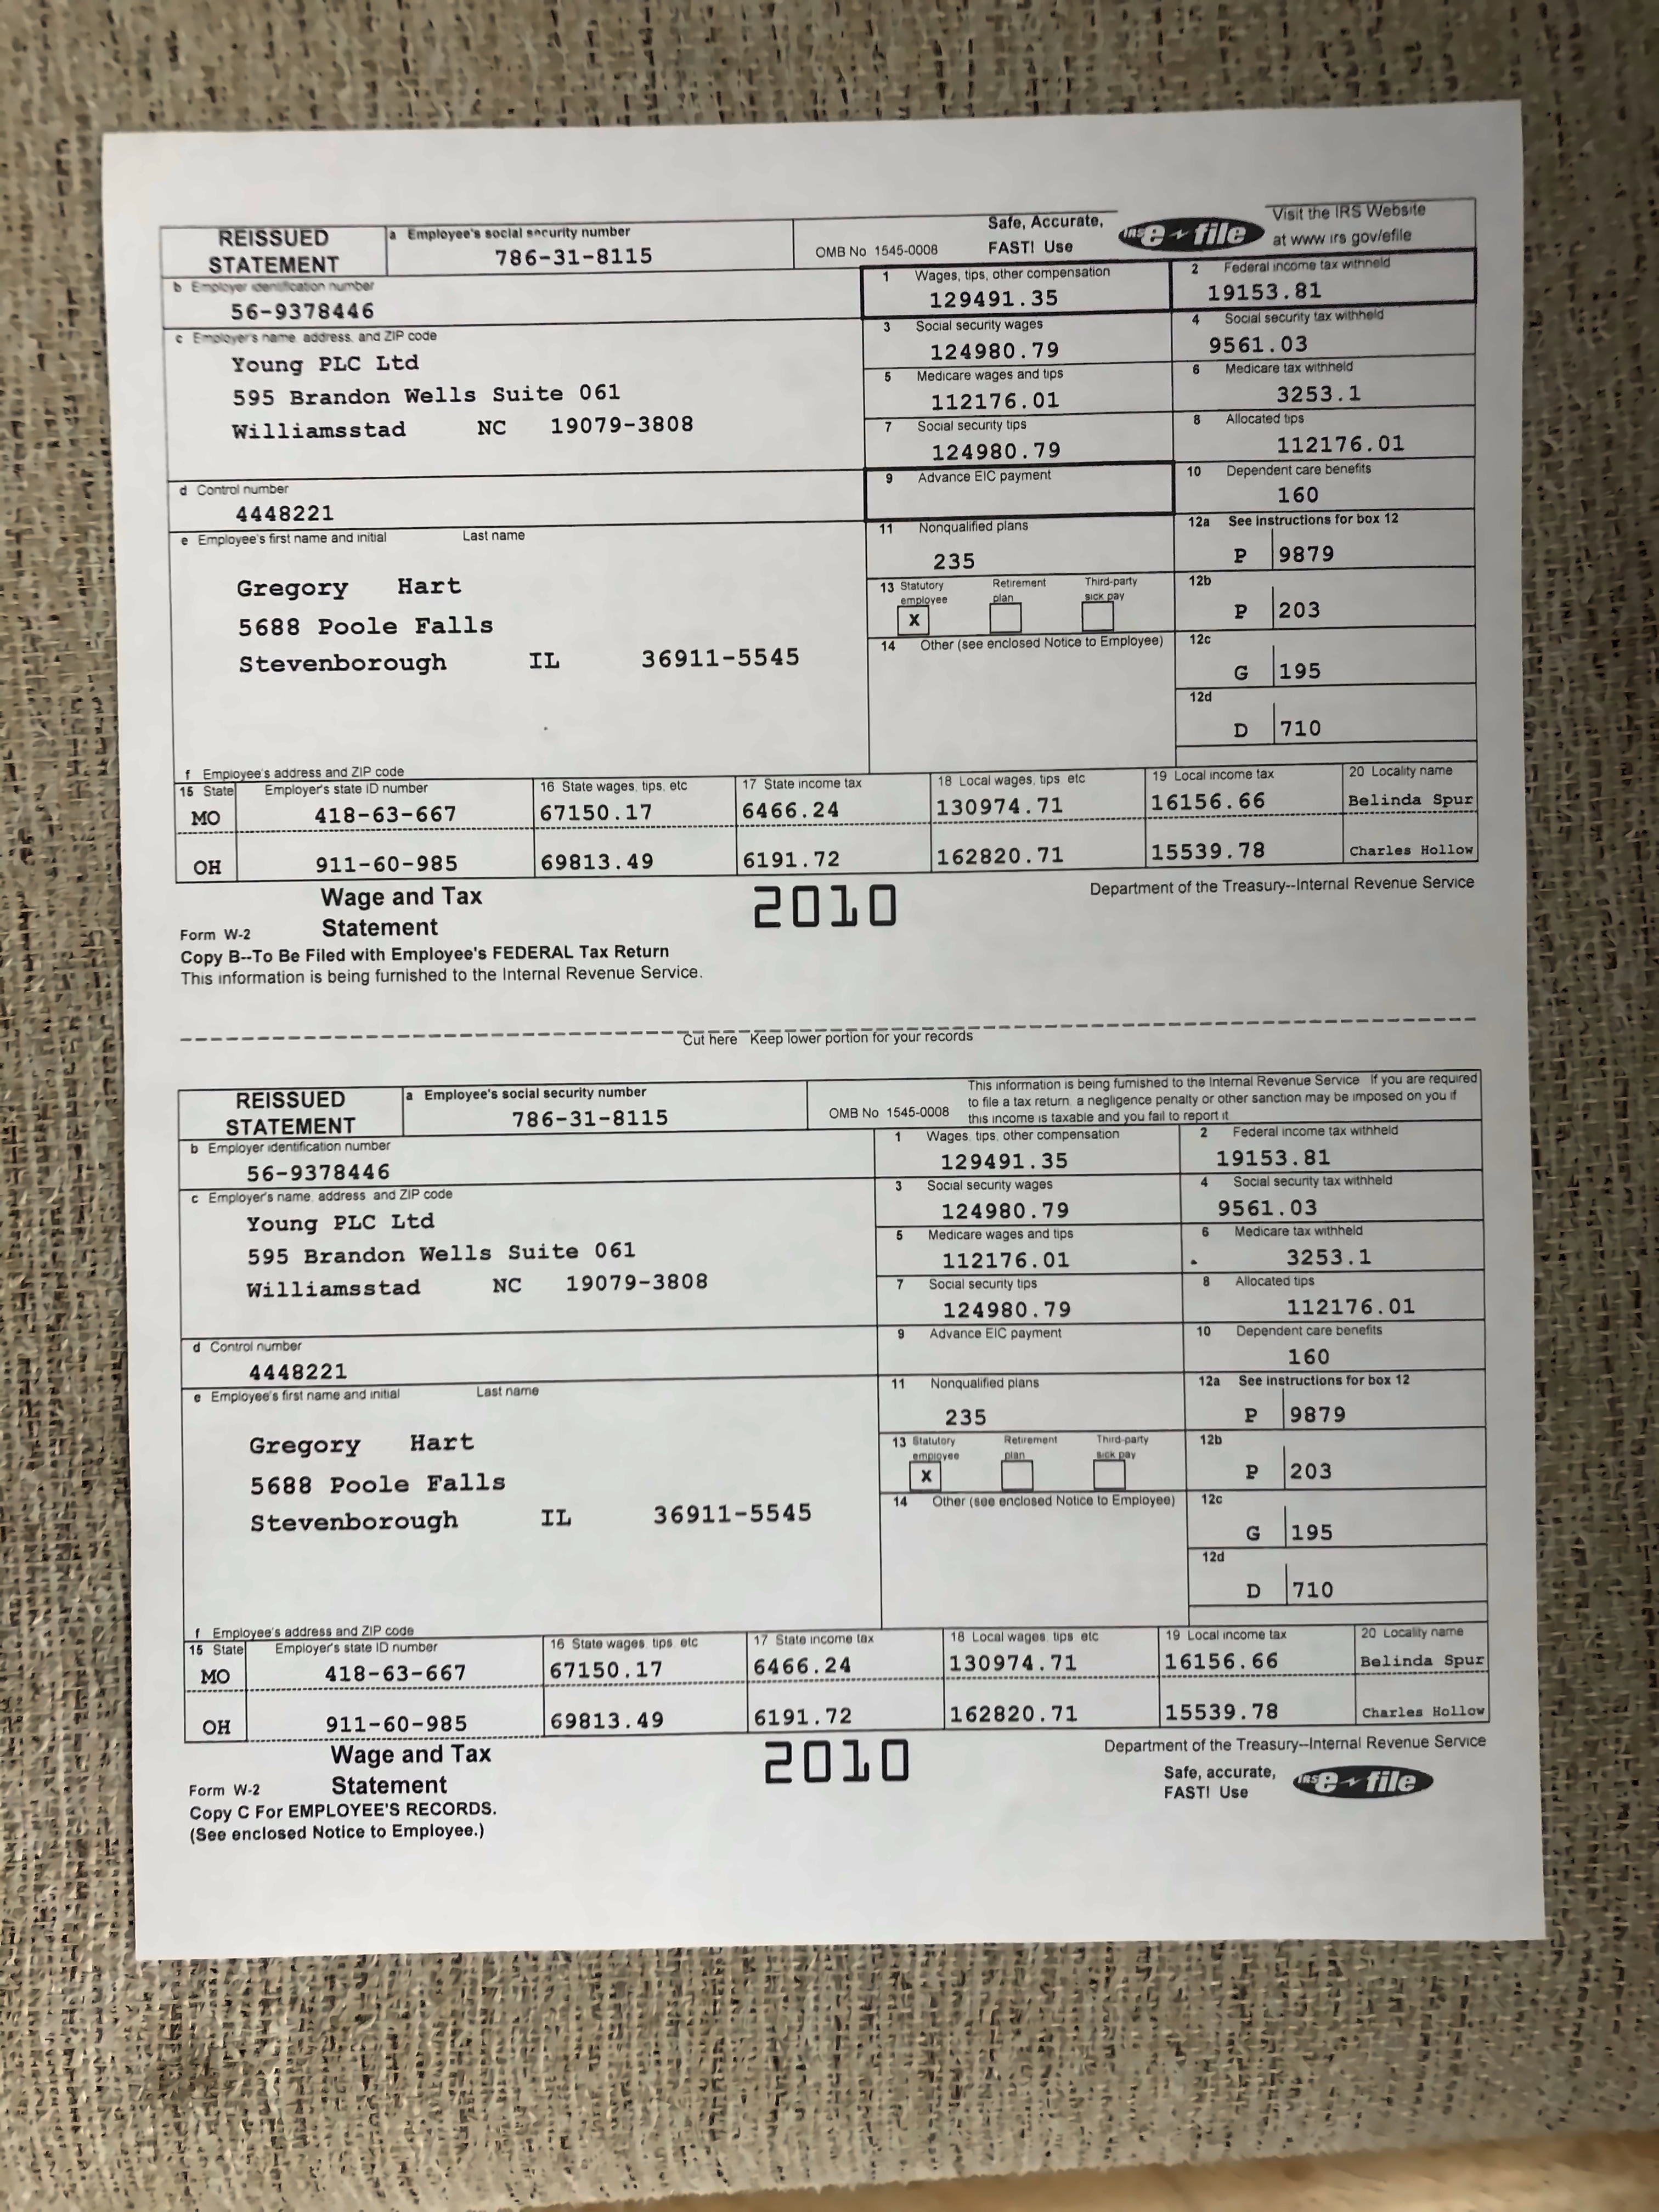 REISSUED STATEMENT
a Employee's social security number
786-31-8115
OMB No 1545-0008
Safe, Accurate, FAST! Use
IRS e file
Visit the IRS Website at www irs gov/efile
b Employer identification number
56-9378446
1 Wages, tips, other compensation
129491.35
2 Federal income tax withheld
19153.81
c Employer's name, address, and ZIP code
Young PLC Ltd
595 Brandon Wells Suite 061
Williamsstad NC 19079-3808
3 Social security wages
124980.79
4 Social security tax withheld
9561.03
5 Medicare wages and tips
112176.01
6 Medicare tax withheld
3253.1
7 Social security tips
124980.79
8 Allocated tips
112176.01
d Control number
4448221
9 Advance EIC payment
10 Dependent care benefits
160
e Employee's first name and initial Last name
Gregory Hart
5688 Poole Falls
Stevenborough IL 36911-5545
11 Nonqualified plans
235
12a See instructions for box 12
P 9879
13 Statutory employee Retirement plan Third-party sick pay
X
12b
P 203
14 Other (see enclosed Notice to Employee)
12c
G 195
12d
D 710
f Employee's address and ZIP code
15 State Employer's state ID number 16 State wages, tips, etc 17 State income tax 18 Local wages, tips etc 19 Local income tax 20 Locality name
MO 418-63-667 67150.17 6466.24 130974.71 16156.66 Belinda Spur
OH 911-60-985 69813.49 6191.72 162820.71 15539.78 Charles Hollow
Form W-2 Wage and Tax Statement
2010
Department of the Treasury--Internal Revenue Service
Copy B--To Be Filed with Employee's FEDERAL Tax Return
This information is being furnished to the Internal Revenue Service.
Cut here Keep lower portion for your records
REISSUED STATEMENT
a Employee's social security number
786-31-8115
OMB No 1545-0008
This information is being furnished to the Internal Revenue Service If you are required
to file a tax return, a negligence penalty or other sanction may be imposed on you if
this income is taxable and you fail to report it
b Employer identification number
56-9378446
1 Wages, tips, other compensation
129491.35
2 Federal income tax withheld
19153.81
c Employer's name, address and ZIP code
Young PLC Ltd
595 Brandon Wells Suite 061
Williamsstad NC 19079-3808
3 Social security wages
124980.79
4 Social security tax withheld
9561.03
5 Medicare wages and tips
112176.01
6 Medicare tax withheld
3253.1
7 Social security tips
124980.79
8 Allocated tips
112176.01
d Control number
4448221
9 Advance EIC payment
10 Dependent care benefits
160
e Employee's first name and initial Last name
Gregory Hart
5688 Poole Falls
Stevenborough IL 36911-5545
11 Nonqualified plans
235
12a See instructions for box 12
P 9879
13 Statutory employee Retirement plan Third-party sick pay
X
12b
P 203
14 Other (see enclosed Notice to Employee)
12c
G 195
12d
D 710
f Employee's address and ZIP code
15 State Employer's state ID number 16 State wages, tips, etc 17 State income tax 18 Local wages, tips etc 19 Local income tax 20 Locality name
MO 418-63-667 67150.17 6466.24 130974.71 16156.66 Belinda Spur
OH 911-60-985 69813.49 6191.72 162820.71 15539.78 Charles Hollow
Form W-2 Wage and Tax Statement
2010
Department of the Treasury--Internal Revenue Service
Safe, accurate, FAST! Use
IRS e file
Copy C For EMPLOYEE'S RECORDS.
(See enclosed Notice to Employee.)